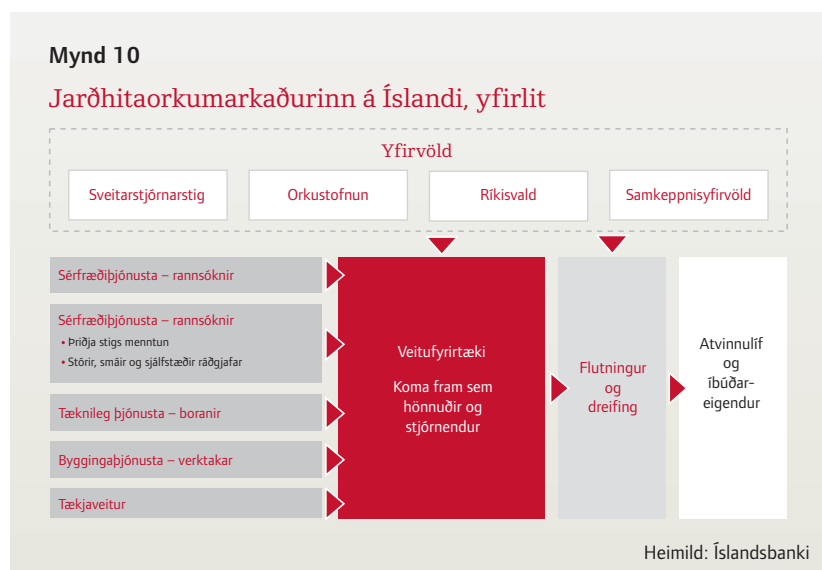 Mynd 10
Jarðhitaorkumarkaðurinn á Íslandi, yfirlit
Yfirvöld
Sveitarstjórnarstig
Orkustofnun
Ríkisvald
Samkeppnisyfirvöld
Sérfræðiþjónusta – rannsóknir
Sérfræðiþjónusta – rannsóknir
• Þriðja stigs menntun
• Stórir, smáir og sjálfstæðir ráðgjafar
Tæknileg þjónusta – boranir
Byggingaþjónusta – verktakar
Tækjaveitur
Veitufyrirtæki
Koma fram sem
hönnuðir og
stjórnendur
Flutningur
og
dreifing
Atvinnulíf
og
íbúðar-
eigendur
Heimild: Íslandsbanki